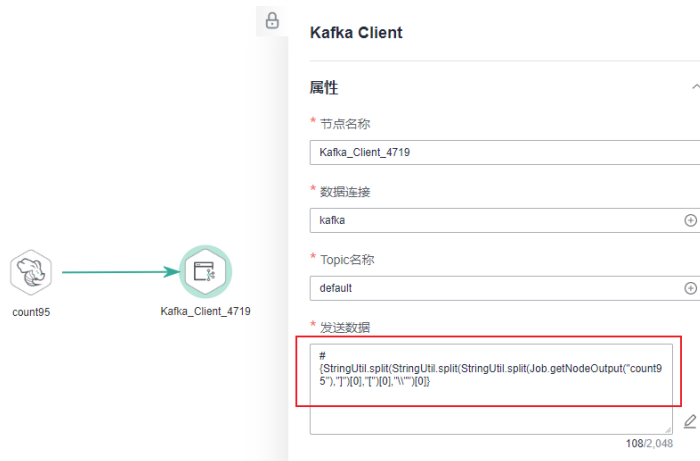 Kafka Client
属性
* 节点名称
Kafka_Client_4719
* 数据连接
kafka
* Topic名称
default
* 发送数据
#
{StringUtil.split(StringUtil.split(StringUtil.split(Job.getNodeOutput("count9
5"),"]")[0],"[")[0],"\\"")[0]}
108/2,048
count95
Kafka_Client_4719